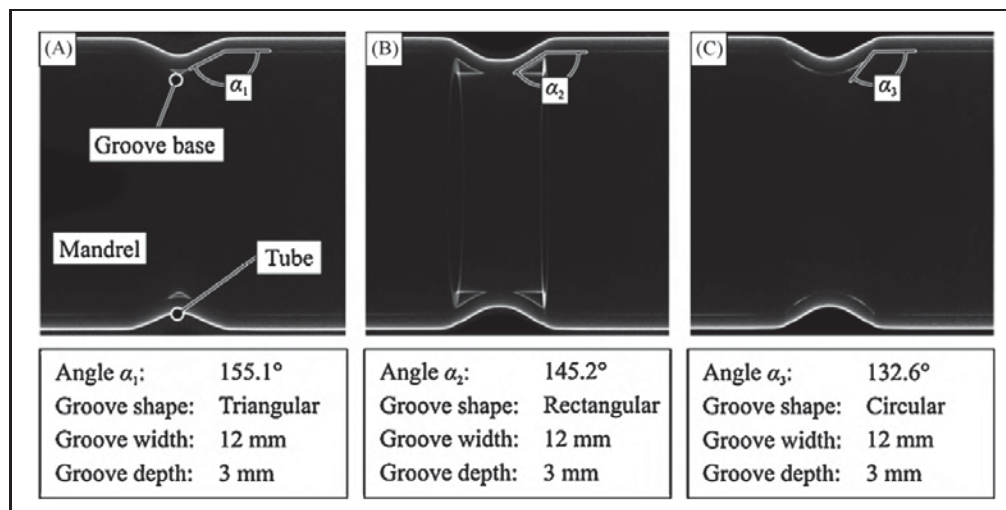 (A)
α₁
Groove base
Mandrel
Tube
Angle α₁: 155.1°
Groove shape: Triangular
Groove width: 12 mm
Groove depth: 3 mm
(B)
α₂
Angle α₂: 145.2°
Groove shape: Rectangular
Groove width: 12 mm
Groove depth: 3 mm
(C)
α₃
Angle α₃: 132.6°
Groove shape: Circular
Groove width: 12 mm
Groove depth: 3 mm